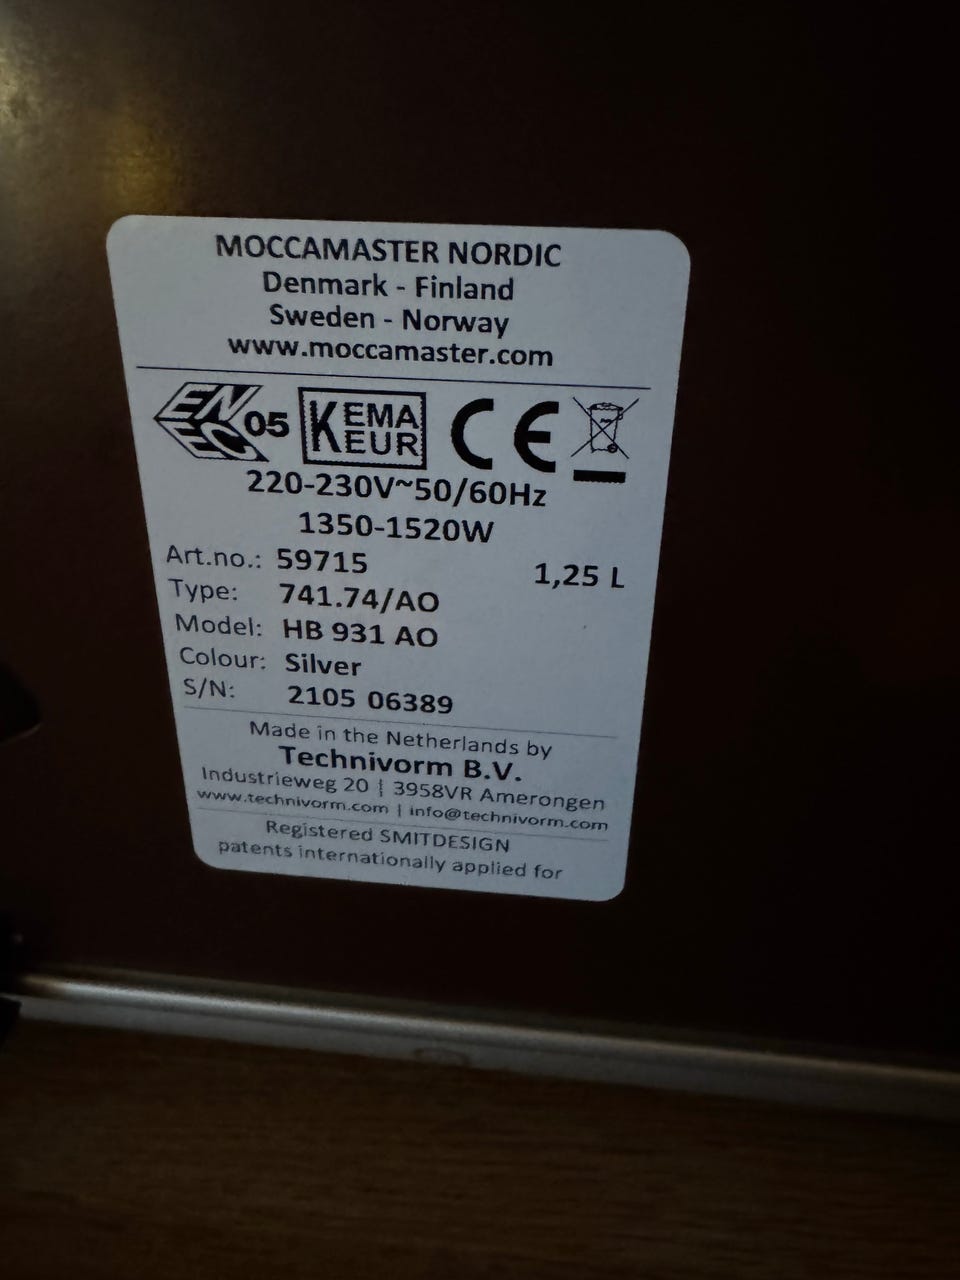 MOCCAMASTER NORDIC
Denmark - Finland
Sweden - Norway
www.moccamaster.com
EN EC 05 KEMA KEUR CE
220-230V~50/60Hz
1350-1520W
Art.no.: 59715 1,25 L
Type: 741.74/AO
Model: HB 931 AO
Colour: Silver
S/N: 2105 06389
Made in the Netherlands by
Technivorm B.V.
Industrieweg 20 | 3958VR Amerongen
www.technivorm.com | info@technivorm.com
Registered SMITDESIGN
patents internationally applied for